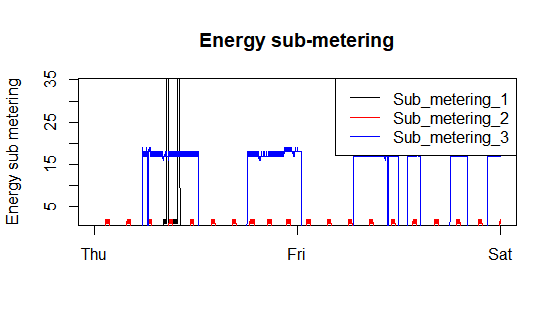 Energy sub-metering
Energy sub metering
35
25
15
5
Sub_metering_1
Sub_metering_2
Sub_metering_3
Thu
Fri
Sat